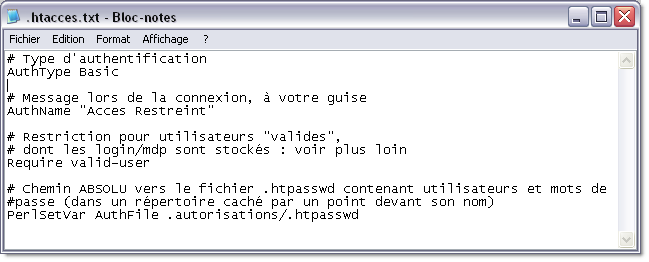 .htacces.txt - Bloc-notes
Fichier Edition Format Affichage ?
# Type d'authentification
AuthType Basic
# Message lors de la connexion, à votre guise
AuthName "Acces Restreint"
# Restriction pour utilisateurs "valides",
# dont les login/mdp sont stockés : voir plus loin
Require valid-user
# Chemin ABSOLU vers le fichier .htpasswd contenant utilisateurs et mots de
#passe (dans un répertoire caché par un point devant son nom)
PerlSetVar AuthFile .autorisations/.htpasswd